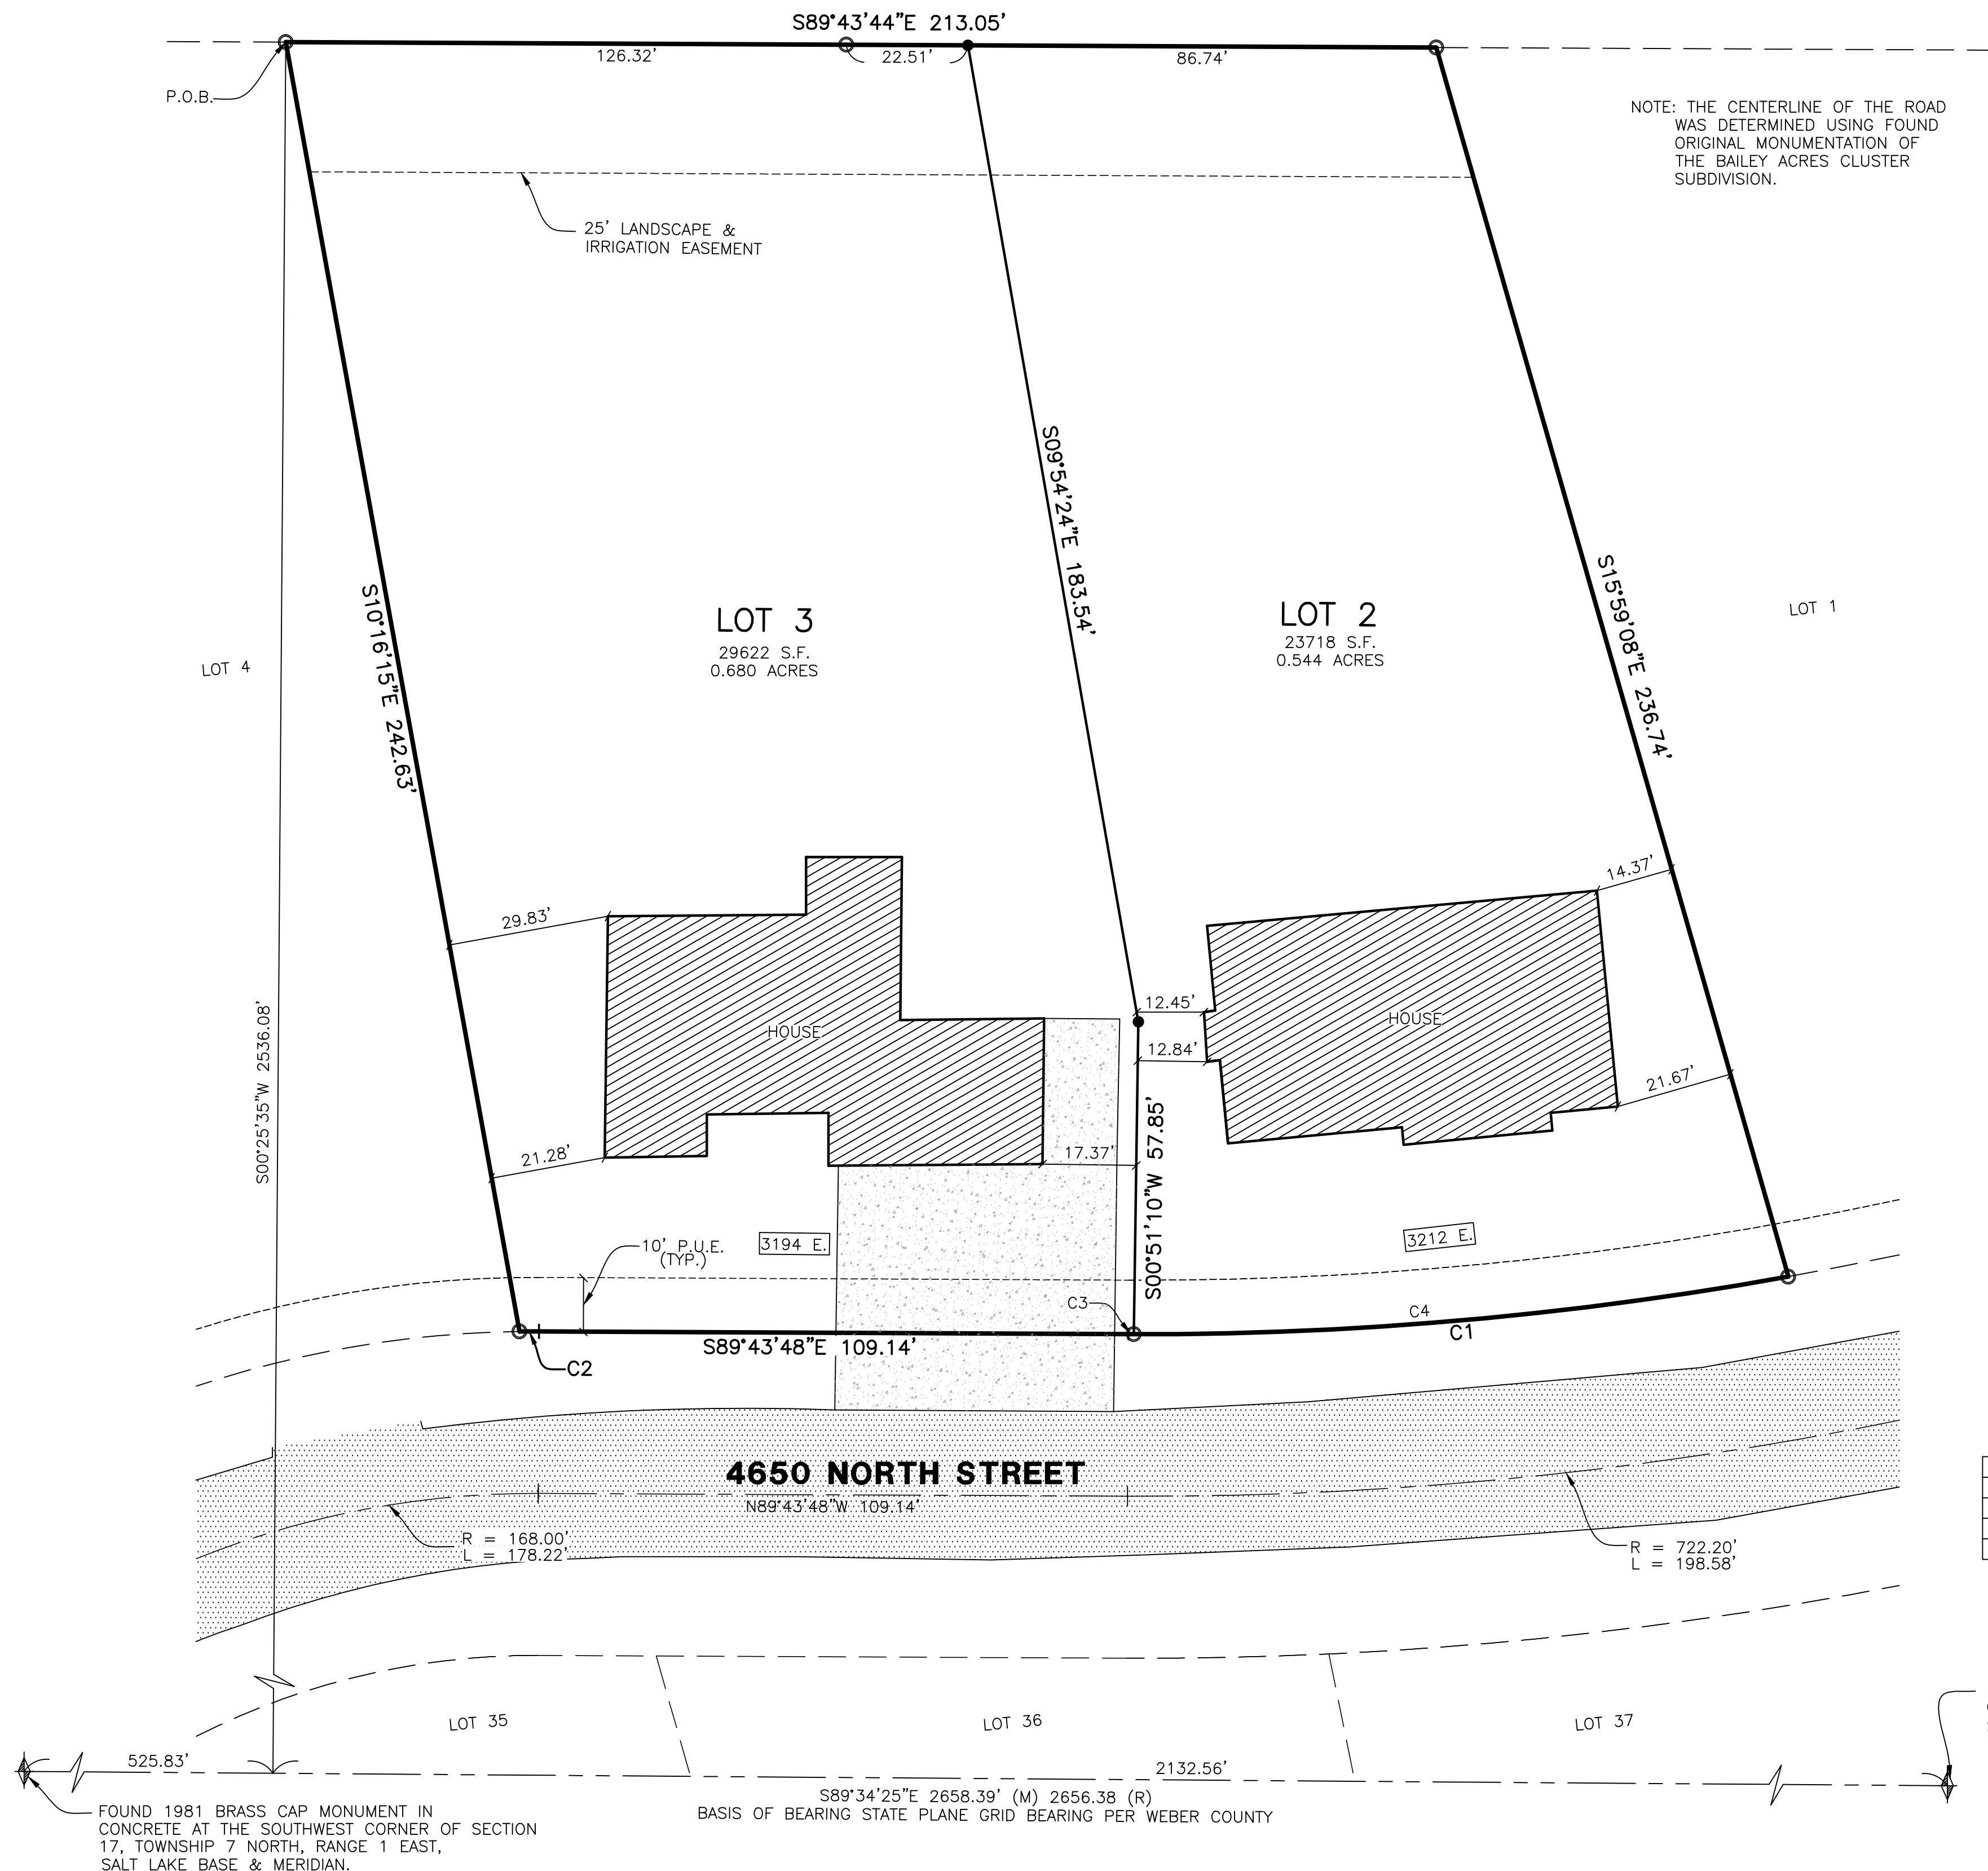 S89°43'44"E 213.05'
126.32'
22.51'
86.74'
P.O.B.
NOTE: THE CENTERLINE OF THE ROAD
WAS DETERMINED USING FOUND
ORIGINAL MONUMENTATION OF
THE BAILEY ACRES CLUSTER
SUBDIVISION.
25' LANDSCAPE &
IRRIGATION EASEMENT
S09°54'24"E 183.54'
S15°59'08"E 236.74'
S10°16'15"E 242.63'
LOT 3
29622 S.F.
0.680 ACRES
LOT 2
23718 S.F.
0.544 ACRES
LOT 1
LOT 4
14.37'
29.83'
12.45'
HOUSE
HOUSE
12.84'
21.67'
S00°25'35"W 2536.08'
21.28'
17.37'
S00°51'10"W 57.85'
10' P.U.E.
(TYP.)
3194 E.
3212 E.
C3
C4
C1
S89°43'48"E 109.14'
C2
4650 NORTH STREET
N89°43'48"W 109.14'
R = 168.00'
L = 178.22'
R = 722.20'
L = 198.58'
LOT 35
LOT 36
LOT 37
525.83'
2132.56'
S89°34'25"E 2658.39' (M) 2656.38 (R)
BASIS OF BEARING STATE PLANE GRID BEARING PER WEBER COUNTY
FOUND 1981 BRASS CAP MONUMENT IN
CONCRETE AT THE SOUTHWEST CORNER OF SECTION
17, TOWNSHIP 7 NORTH, RANGE 1 EAST,
SALT LAKE BASE & MERIDIAN.